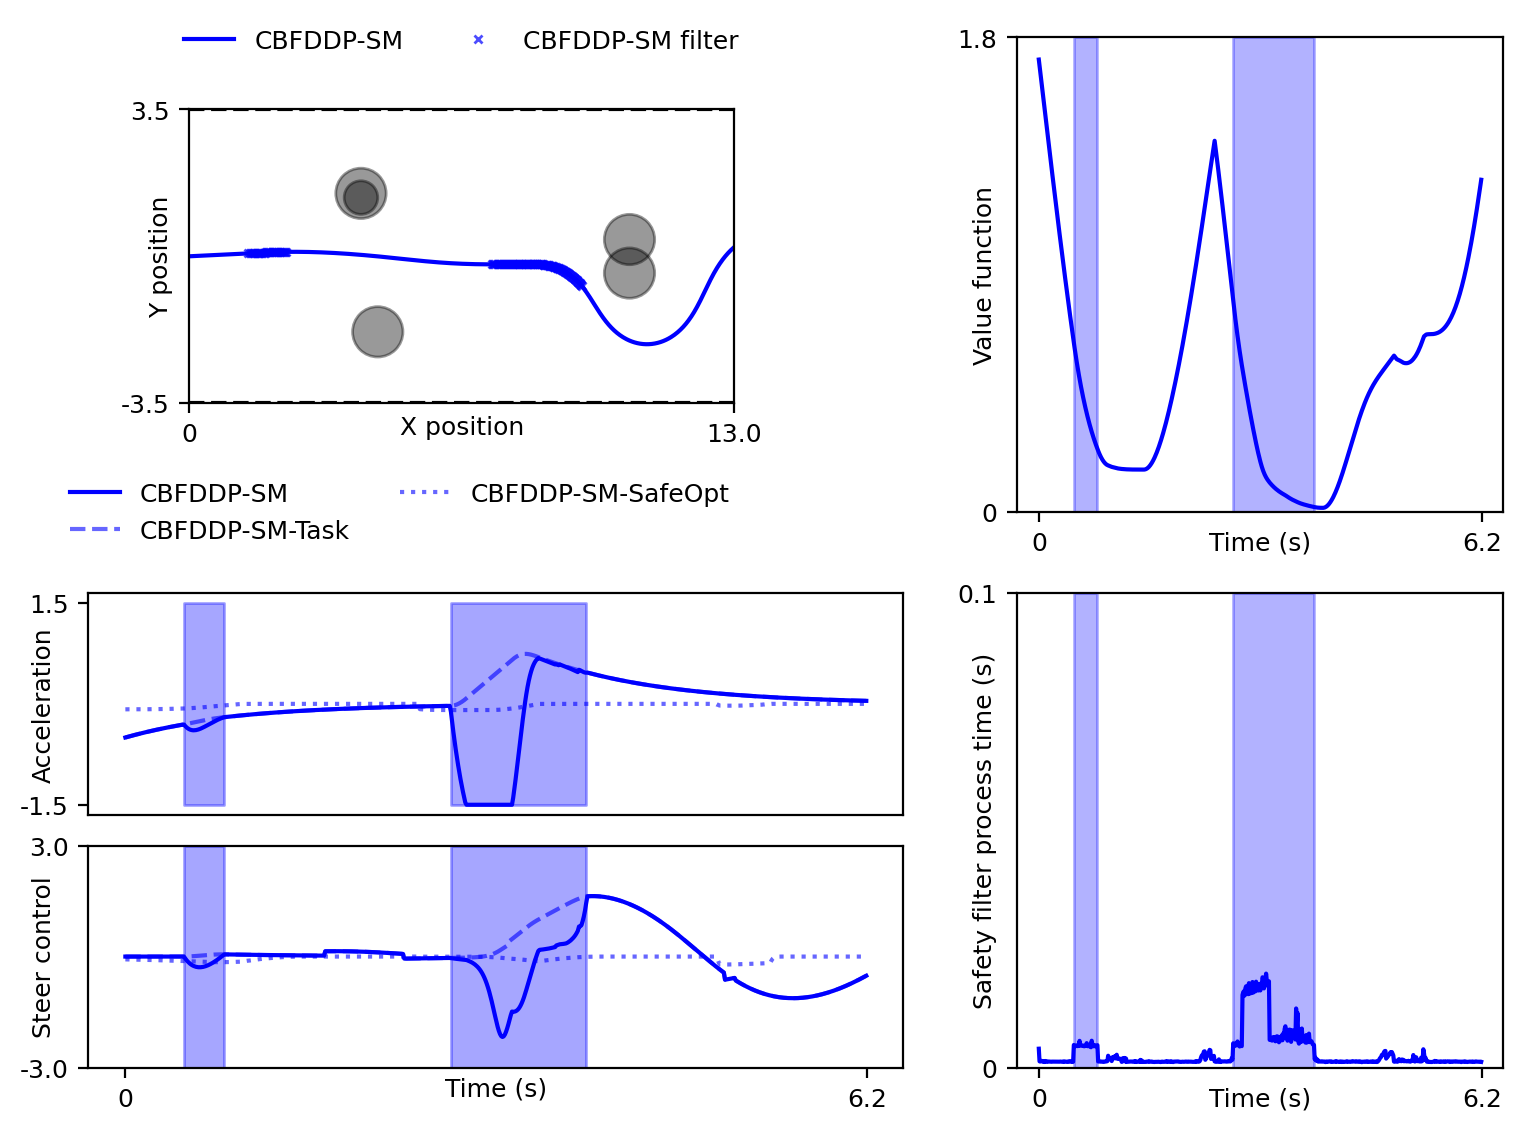 CBFDDP-SM
CBFDDP-SM filter
3.5
Y position
-3.5
0
X position
13.0
1.8
Value function
0
0
Time (s)
6.2
CBFDDP-SM
CBFDDP-SM-SafeOpt
CBFDDP-SM-Task
1.5
Acceleration
-1.5
3.0
Steer control
-3.0
0
Time (s)
6.2
0.1
Safety filter process time (s)
0
0
Time (s)
6.2